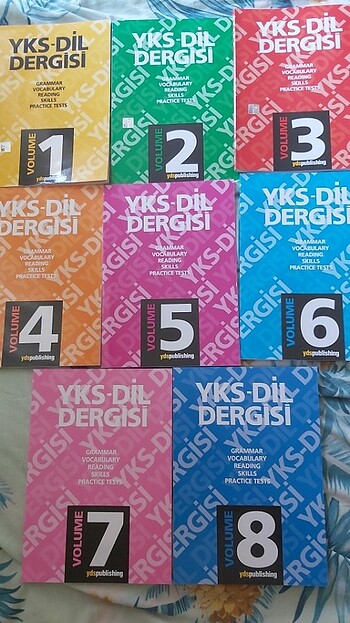 YKS-DİL
DERGİSİ
GRAMMAR
VOCABULARY
READING
SKILLS
PRACTICE TESTS
VOLUME
1
ydspublishing
YKS-DİL
DERGİSİ
GRAMMAR
VOCABULARY
READING
SKILLS
PRACTICE TESTS
VOLUME
2
ydspublishing
YKS-DİL
DERGİSİ
GRAMMAR
VOCABULARY
READING
SKILLS
PRACTICE TESTS
VOLUME
3
ydspublishing
YKS-DİL
DERGİSİ
GRAMMAR
VOCABULARY
READING
SKILLS
PRACTICE TESTS
VOLUME
4
ydspublishing
YKS-DİL
DERGİSİ
GRAMMAR
VOCABULARY
READING
SKILLS
PRACTICE TESTS
VOLUME
5
ydspublishing
YKS-DİL
DERGİSİ
GRAMMAR
VOCABULARY
READING
SKILLS
PRACTICE TESTS
VOLUME
6
ydspublishing
YKS-DİL
DERGİSİ
GRAMMAR
VOCABULARY
READING
SKILLS
PRACTICE TESTS
VOLUME
7
ydspublishing
YKS-DİL
DERGİSİ
GRAMMAR
VOCABULARY
READING
SKILLS
PRACTICE TESTS
VOLUME
8
ydspublishing